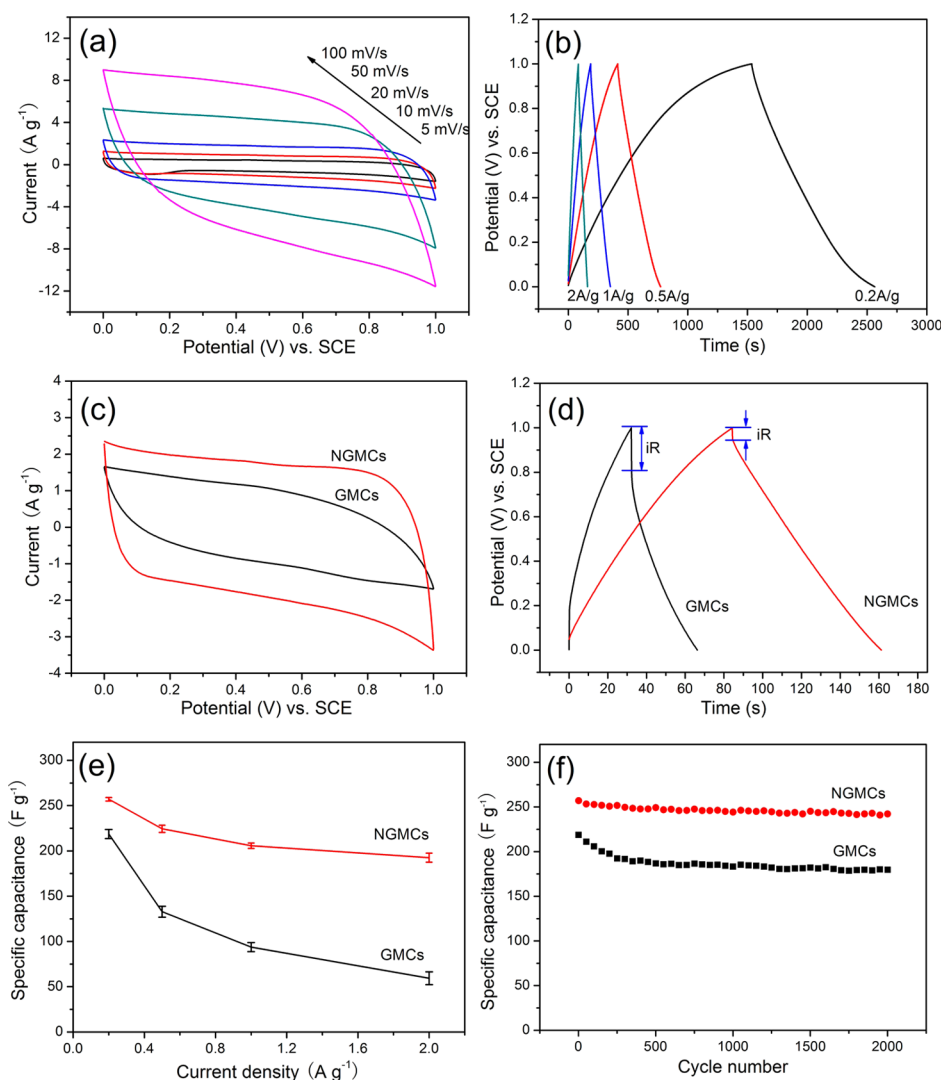 (a)
100 mV/s
50 mV/s
20 mV/s
10 mV/s
5 mV/s
12
8
4
0
-4
-8
-12
Current (A g⁻¹)
0.0 0.2 0.4 0.6 0.8 1.0
Potential (V) vs. SCE
(b)
1.2
1.0
0.8
0.6
0.4
0.2
0.0
Potential (V) vs. SCE
2A/g 1A/g 0.5A/g 0.2A/g
0 500 1000 1500 2000 2500 3000
Time (s)
(c)
4
3
2
1
0
-1
-2
-3
-4
Current (A g⁻¹)
NGMCs
GMCs
0.0 0.2 0.4 0.6 0.8 1.0
Potential (V) vs. SCE
(d)
1.2
1.0
0.8
0.6
0.4
0.2
0.0
Potential (V) vs. SCE
iR
iR
GMCs
NGMCs
0 20 40 60 80 100 120 140 160 180
Time (s)
(e)
300
250
200
150
100
50
0
Specific capacitance (F g⁻¹)
NGMCs
GMCs
0.0 0.4 0.8 1.2 1.6 2.0
Current density (A g⁻¹)
(f)
300
250
200
150
100
50
0
Specific capacitance (F g⁻¹)
NGMCs
GMCs
0 500 1000 1500 2000
Cycle number